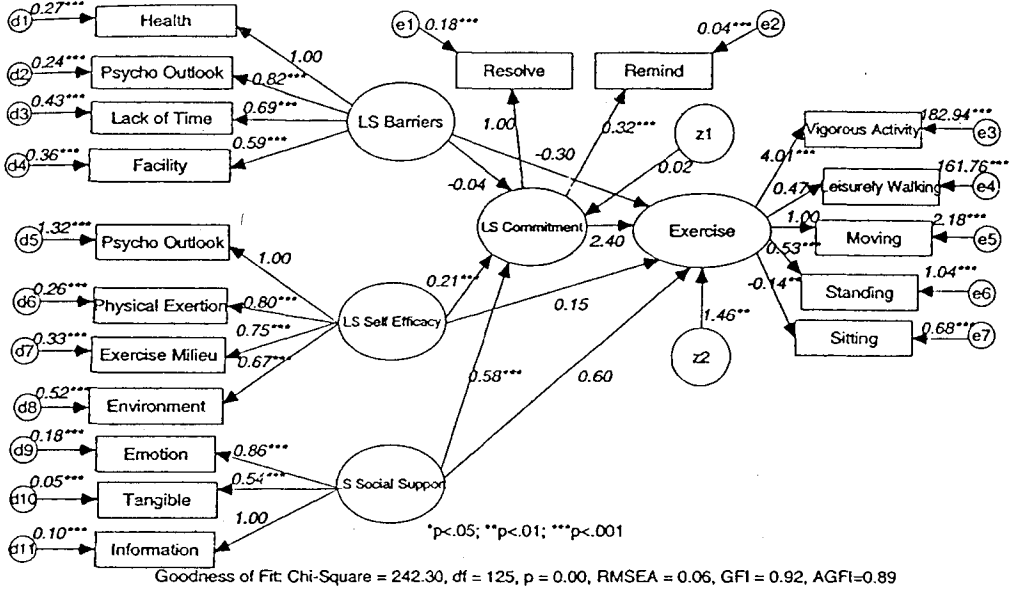 d1 0.27*** Health
1.00
d2 0.24*** Psycho Outlook
0.82***
d3 0.43*** Lack of Time
0.69***
d4 0.36*** Facility
0.59***
LS Barriers
e1 0.18*** Resolve
1.00
0.04*** e2
Remind
0.32***
z1
0.02
-0.30
-0.04
LS Commitment
2.40
Exercise
182.94*** e3
Vigorous Activity
4.01***
161.76*** e4
Leisurely Walking
0.47
2.18*** e5
Moving
1.00
1.04*** e6
Standing
0.53***
0.68*** e7
Sitting
-0.14**
1.46**
z2
d5 1.32*** Psycho Outlook
1.00
d6 0.26*** Physical Exertion
0.80***
d7 0.33*** Exercise Milieu
0.75***
d8 0.52*** Environment
0.67***
LS Self Efficacy
0.21***
0.15
d9 0.18*** Emotion
0.86***
d10 0.05*** Tangible
0.54***
d11 0.10*** Information
1.00
S Social Support
0.58***
0.60
*p<.05; **p<.01; ***p<.001
Goodness of Fit: Chi-Square = 242.30, df = 125, p = 0.00, RMSEA = 0.06, GFI = 0.92, AGFI=0.89